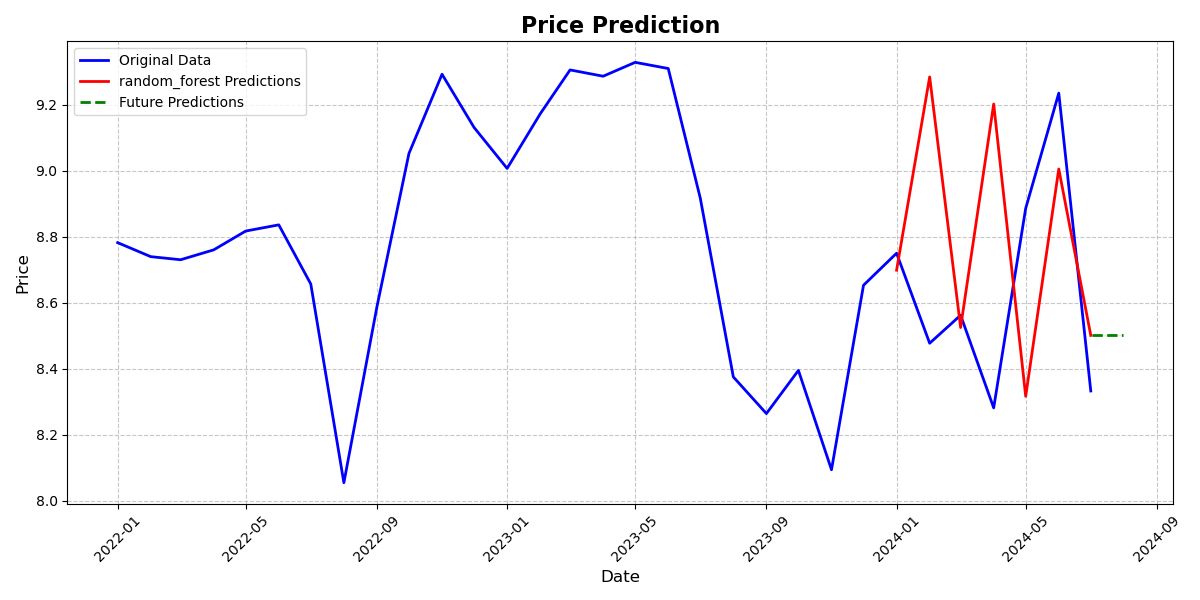 Price Prediction
Original Data
random_forest Predictions
Future Predictions
Price
9.2
9.0
8.8
8.6
8.4
8.2
8.0
2022-01
2022-05
2022-09
2023-01
2023-05
2023-09
2024-01
2024-05
2024-09
Date